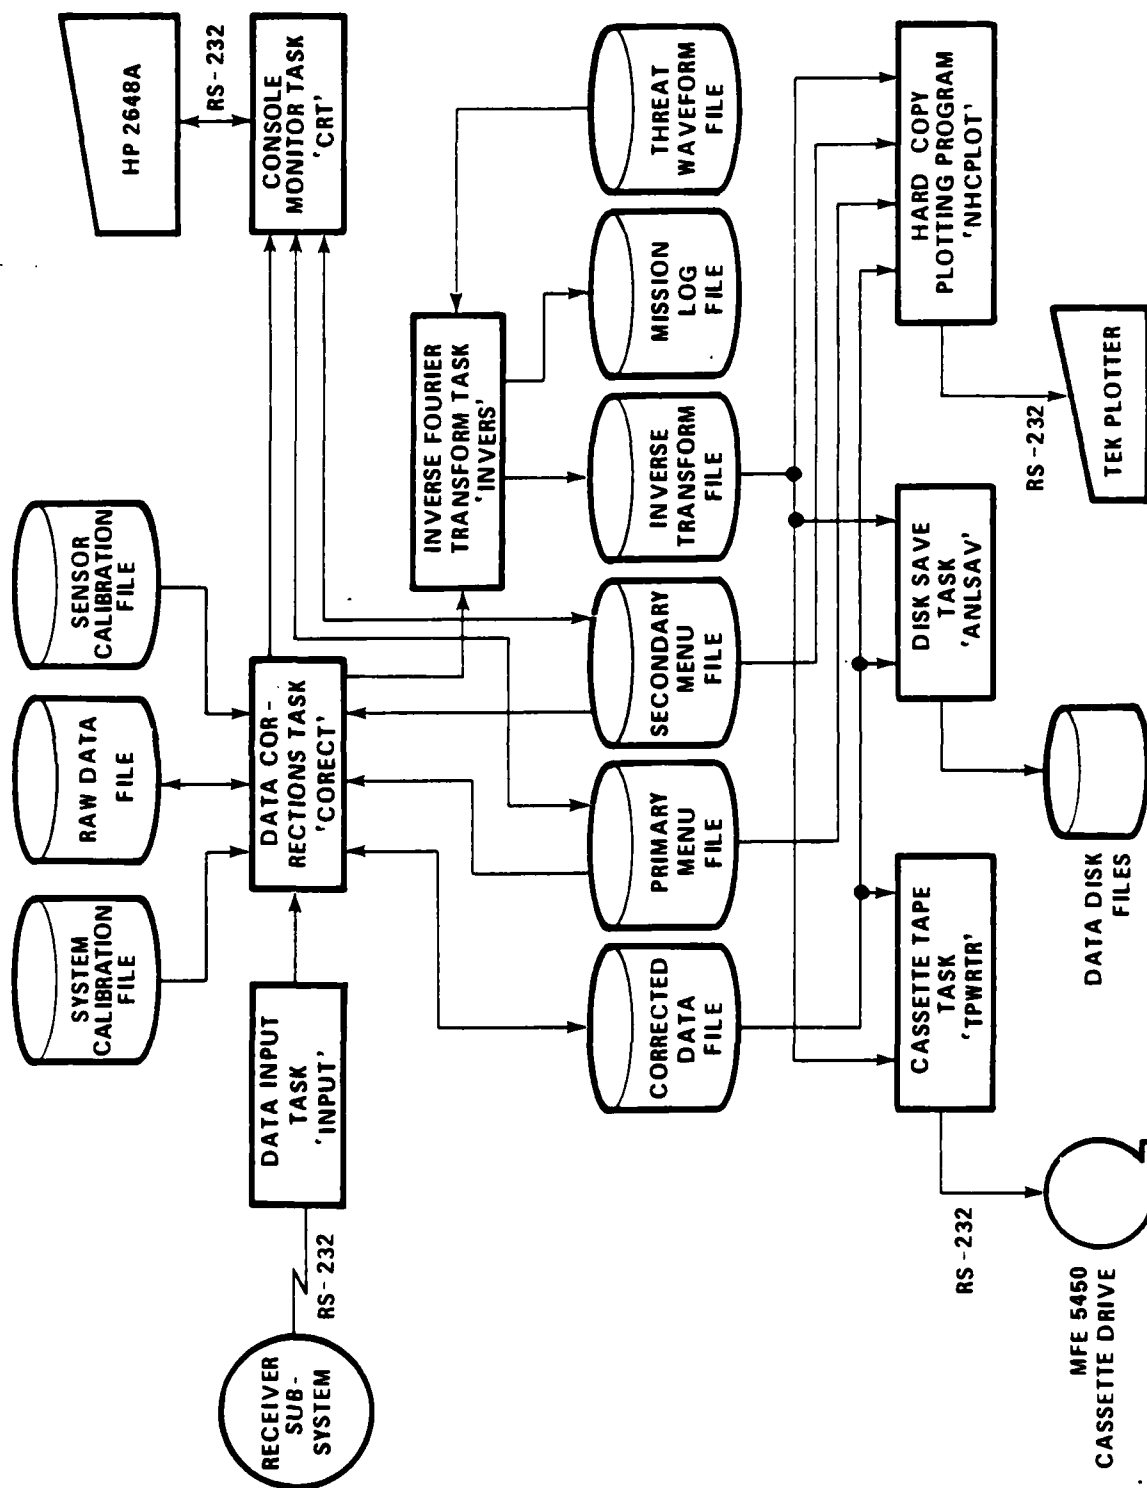 SYSTEM
CALIBRATION
FILE
RAW DATA
FILE
SENSOR
CALIBRATION
FILE
HP 2648A
RS-232
RECEIVER
SUB-
SYSTEM
RS-232
DATA INPUT
TASK
'INPUT'
DATA COR-
RECTIONS TASK
'CORECT'
CONSOLE
MONITOR TASK
'CRT'
INVERSE FOURIER
TRANSFORM TASK
'INVERS'
CORRECTED
DATA
FILE
PRIMARY
MENU
FILE
SECONDARY
MENU
FILE
INVERSE
TRANSFORM
FILE
MISSION
LOG
FILE
THREAT
WAVEFORM
FILE
CASSETTE TAPE
TASK
'TPWRTR'
DISK SAVE
TASK
'ANLSAV'
HARD COPY
PLOTTING PROGRAM
'NHCPLOT'
RS-232
RS-232
MFE 5450
CASSETTE DRIVE
DATA DISK
FILES
TEK PLOTTER